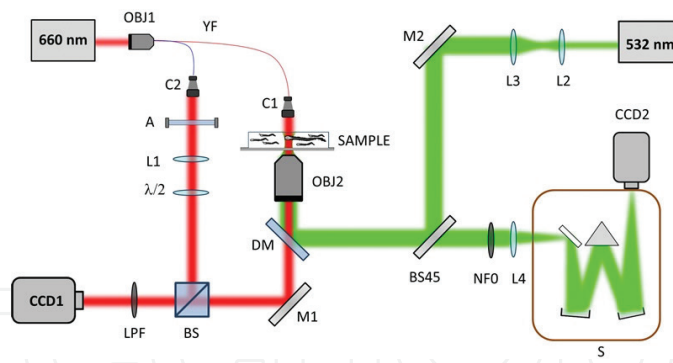 OBJ1
YF
660 nm
M2
532 nm
C2
L3
L2
C1
CCD2
A
SAMPLE
L1
OBJ2
λ/2
DM
BS45
NF0
L4
CCD1
M1
LPF
BS
S